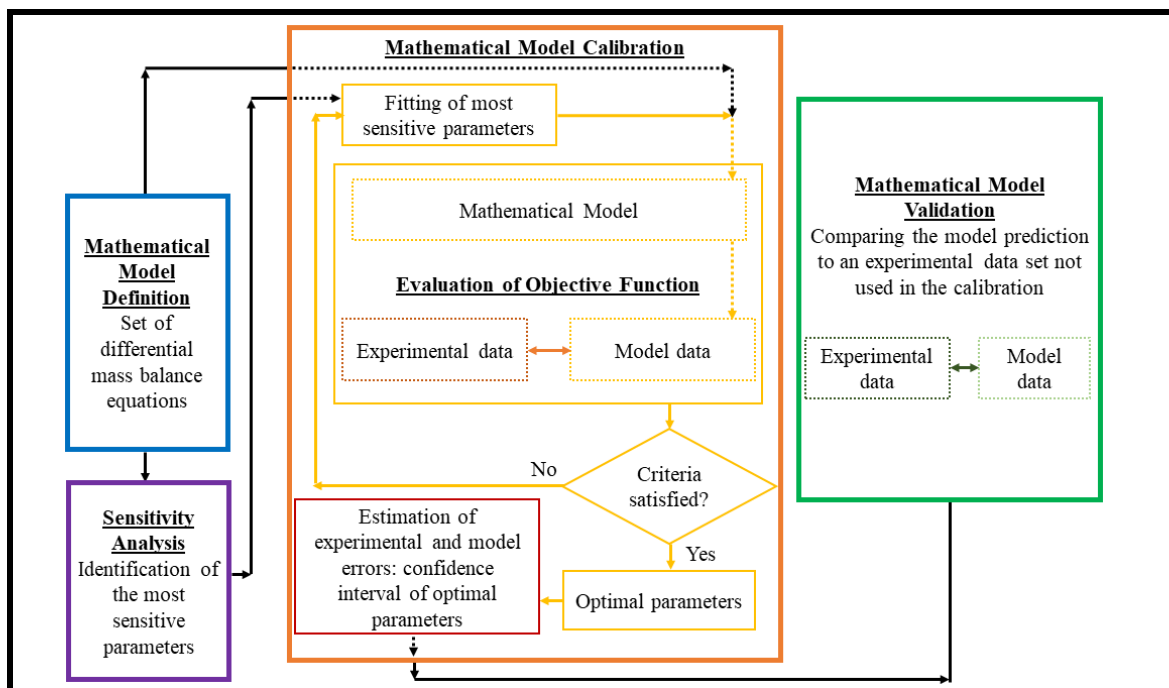 Mathematical Model Calibration
Fitting of most
sensitive parameters
Mathematical
Model
Definition
Set of
differential
mass balance
equations
Mathematical Model
Evaluation of Objective Function
Experimental data
Model data
Mathematical Model
Validation
Comparing the model prediction
to an experimental data set not
used in the calibration
Experimental
data
Model
data
No
Criteria
satisfied?
Yes
Sensitivity
Analysis
Identification of
the most
sensitive
parameters
Estimation of
experimental and model
errors: confidence
interval of optimal
parameters
Optimal parameters